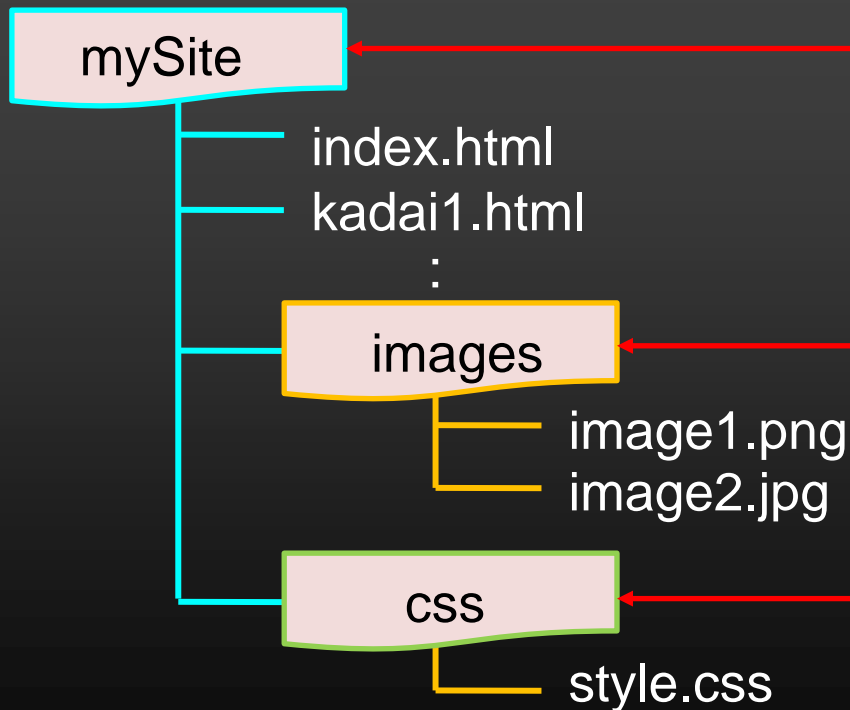 mySite
index.html
kadai1.html
:
images
image1.png
image2.jpg
css
style.css